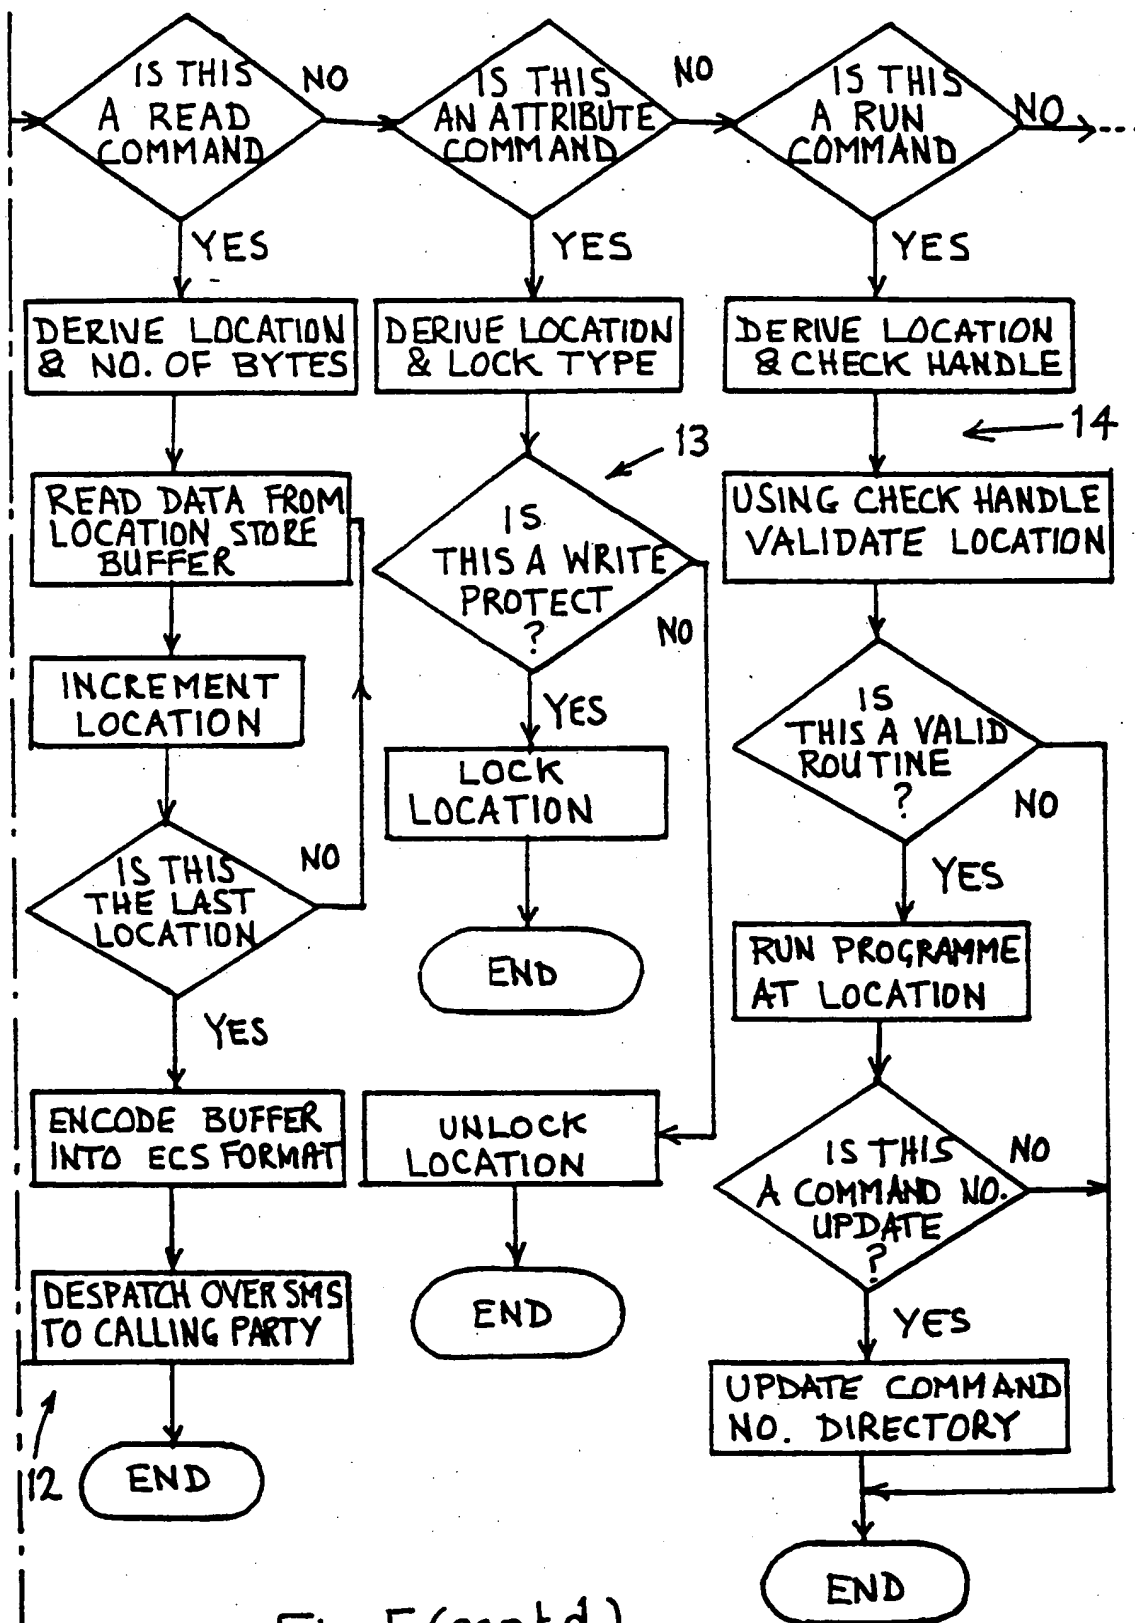 IS THIS
A READ
COMMAND
NO
IS THIS
AN ATTRIBUTE
COMMAND
NO
IS THIS
A RUN
COMMAND
NO
YES
YES
YES
DERIVE LOCATION
& NO. OF BYTES
DERIVE LOCATION
& LOCK TYPE
DERIVE LOCATION
& CHECK HANDLE
13
14
READ DATA FROM
LOCATION STORE
BUFFER
IS
THIS A WRITE
PROTECT
?
NO
USING CHECK HANDLE
VALIDATE LOCATION
INCREMENT
LOCATION
YES
IS
THIS A VALID
ROUTINE
?
NO
LOCK
LOCATION
IS THIS
THE LAST
LOCATION
NO
YES
END
RUN PROGRAMME
AT LOCATION
YES
ENCODE BUFFER
INTO ECS FORMAT
UNLOCK
LOCATION
IS THIS
A COMMAND NO.
UPDATE
?
NO
DESPATCH OVER SMS
TO CALLING PARTY
END
YES
UPDATE COMMAND
NO. DIRECTORY
12
END
END
Fig. 5 (cont'd.)